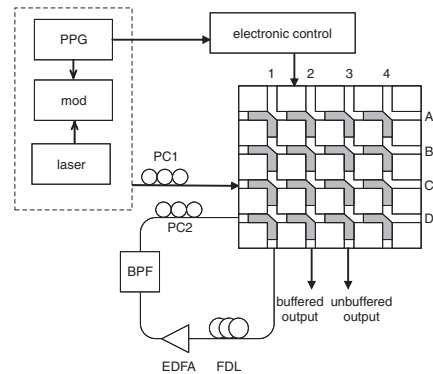 PPG
electronic control
mod
laser
1 2 3 4
A
B
C
D
PC1
PC2
BPF
buffered output
unbuffered output
EDFA
FDL